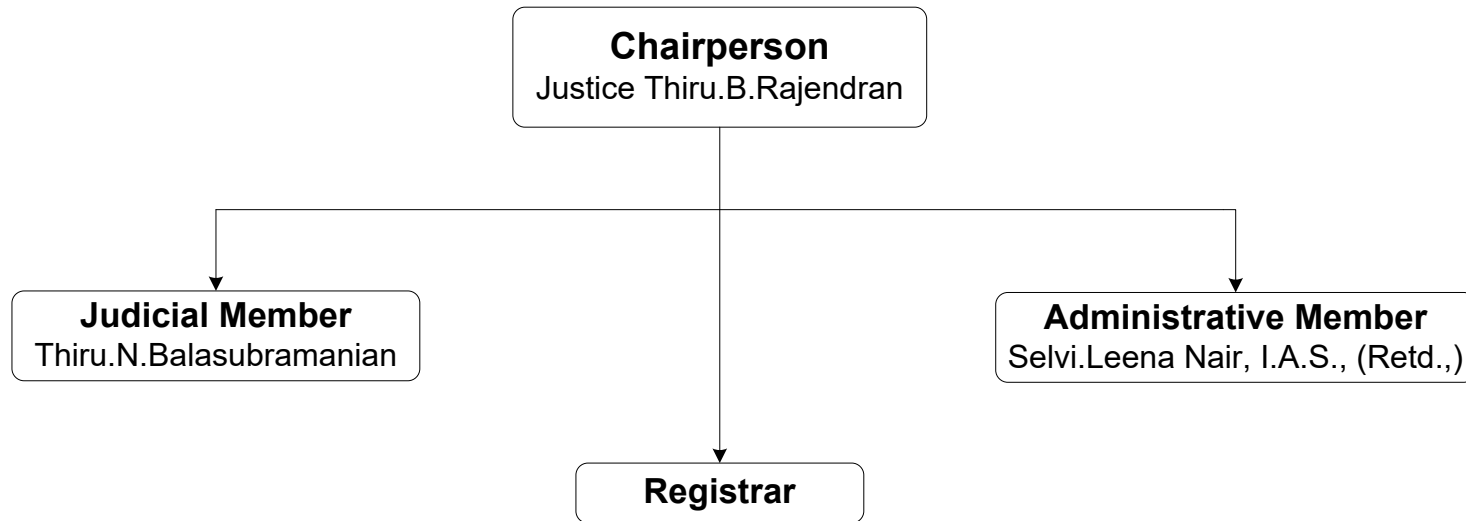 Chairperson
Justice Thiru.B.Rajendran
Judicial Member
Thiru.N.Balasubramanian
Administrative Member
Selvi.Leena Nair, I.A.S., (Retd.,)
Registrar